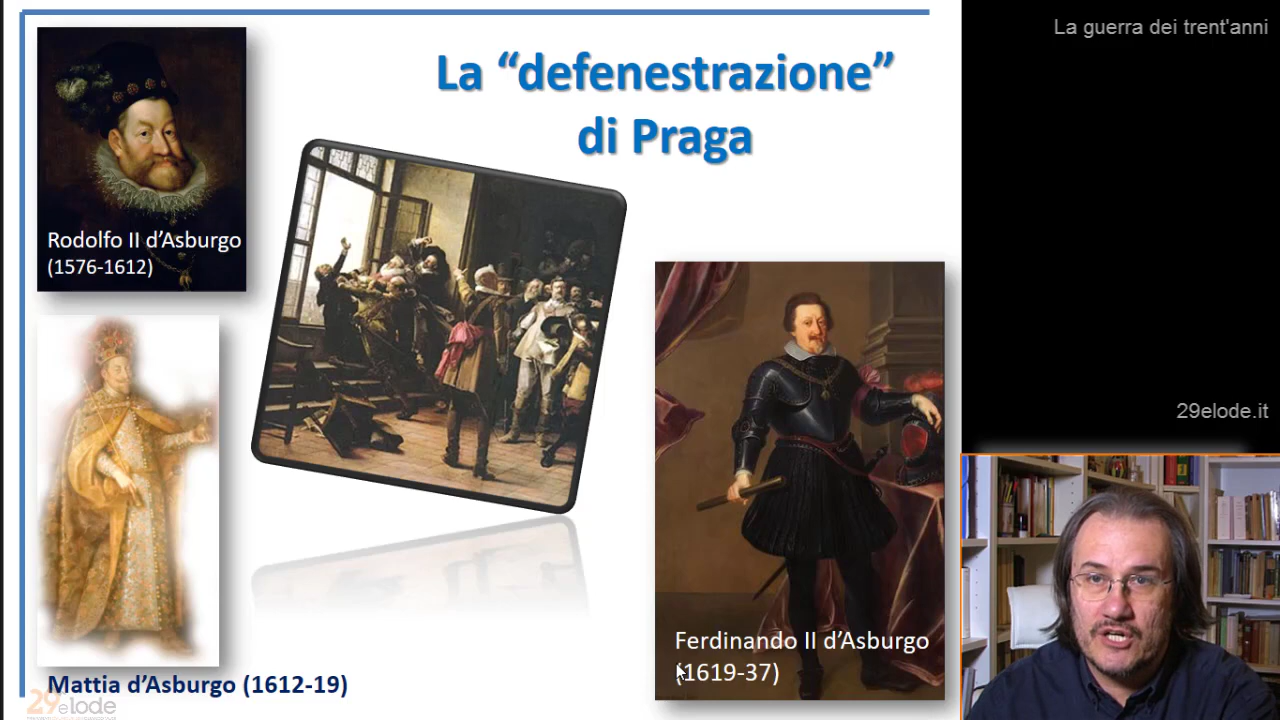 La guerra dei trent'anni
La “defenestrazione”
di Praga
Rodolfo II d’Asburgo
(1576-1612)
29elode.it
Ferdinando II d’Asburgo
(1619-37)
Mattia d’Asburgo (1612-19)
29elode